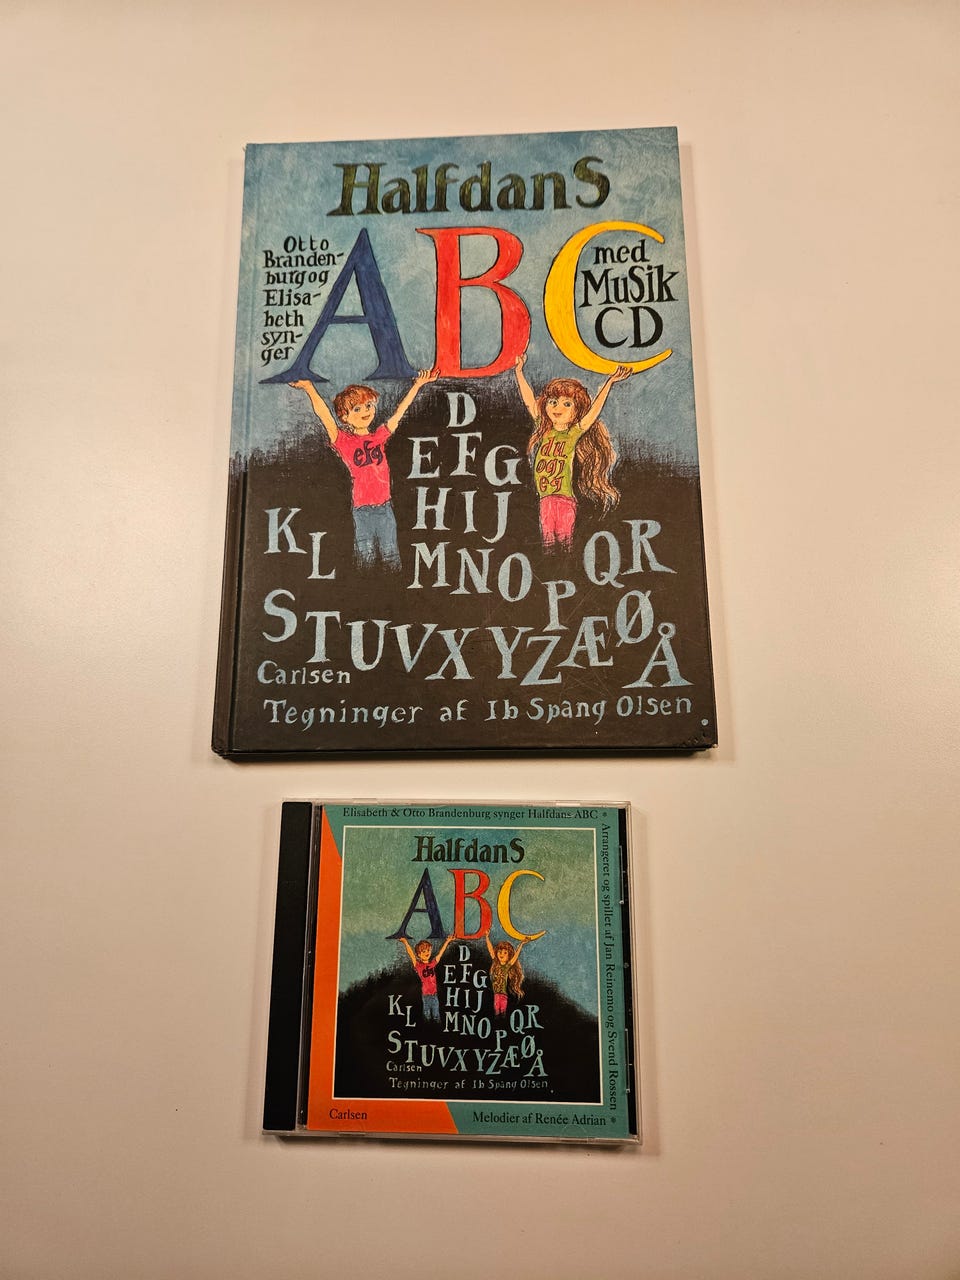 Halfdans
ABC
Otto
Branden-
burg og
Elisa-
beth
syn-
ger
med
Musik
CD
efg
du
og j
eg
D
EFG
HIJ
KL
MNOP
QR
STUVXYZÆØÅ
Carlsen
Tegninger af Ib Spang Olsen
Elisabeth & Otto Brandenburg synger Halfdans ABC *
Arrangeret og spillet af Jan Reinemo og Svend Rossen
Halfdans
ABC
efg
D
EFG
HIJ
KL
MNOP
QR
STUVXYZÆØÅ
Carlsen
Tegninger af Ib Spang Olsen
Carlsen
Melodier af Renée Adrian *